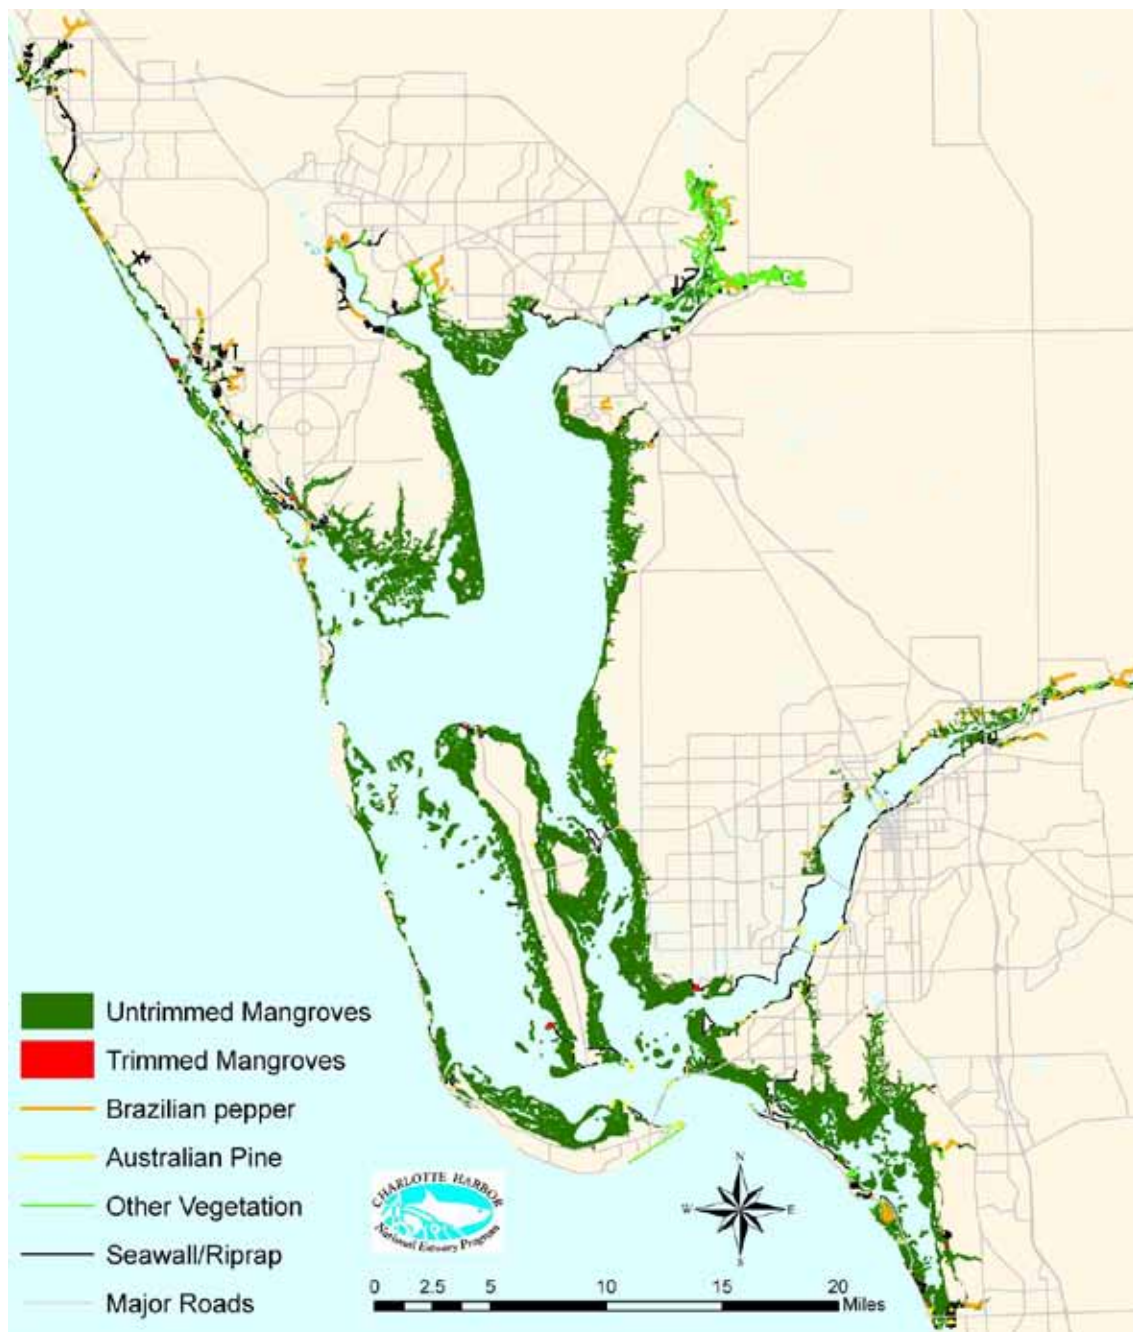 Untrimmed Mangroves
Trimmed Mangroves
Brazilian pepper
Australian Pine
Other Vegetation
Seawall/Riprap
Major Roads
CHARLOTTE HARBOR
National Estuary Program
N
W E
S
0 2.5 5 10 15 20
Miles